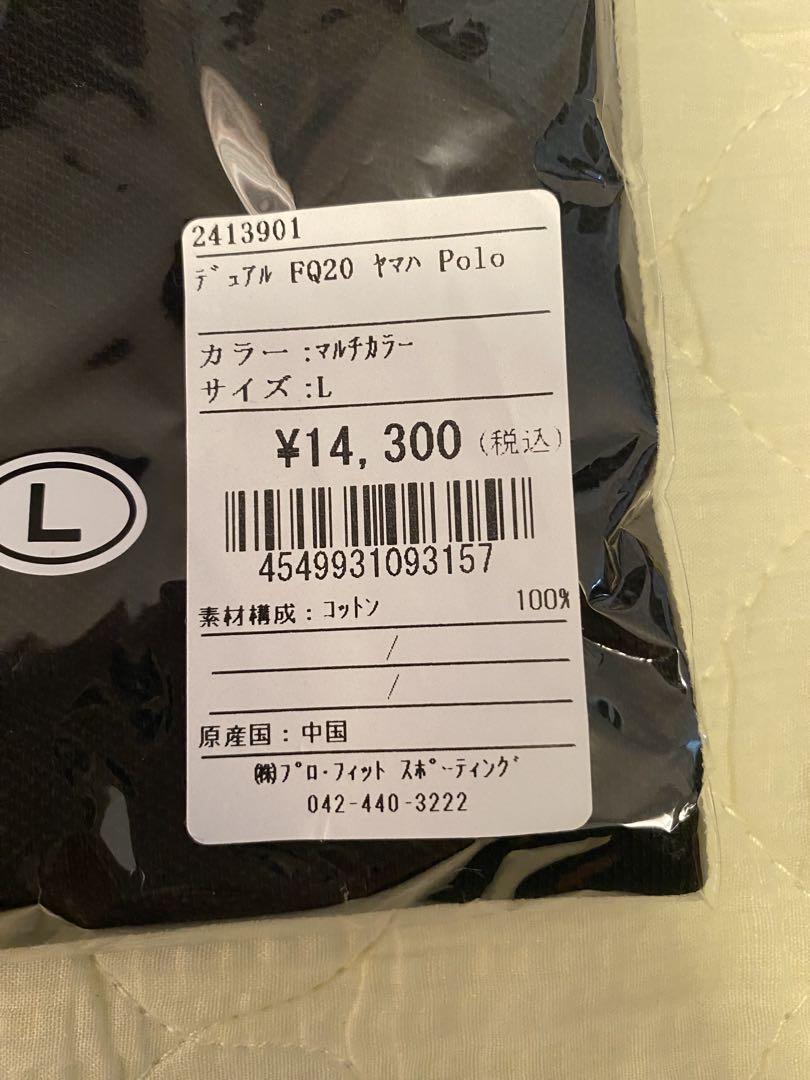 2413901
ﾃﾞｭｱﾙ FQ20 ﾔﾏﾊ Polo
カラー:ﾏﾙﾁｶﾗｰ
サイズ:L
¥14,300(税込)
L
4549931093157
素材構成:ｺｯﾄﾝ 100%
/
/
原産国:中国
㈱ﾌﾟﾛ･ﾌｨｯﾄ ｽﾎﾟｰﾃｨﾝｸﾞ
042-440-3222